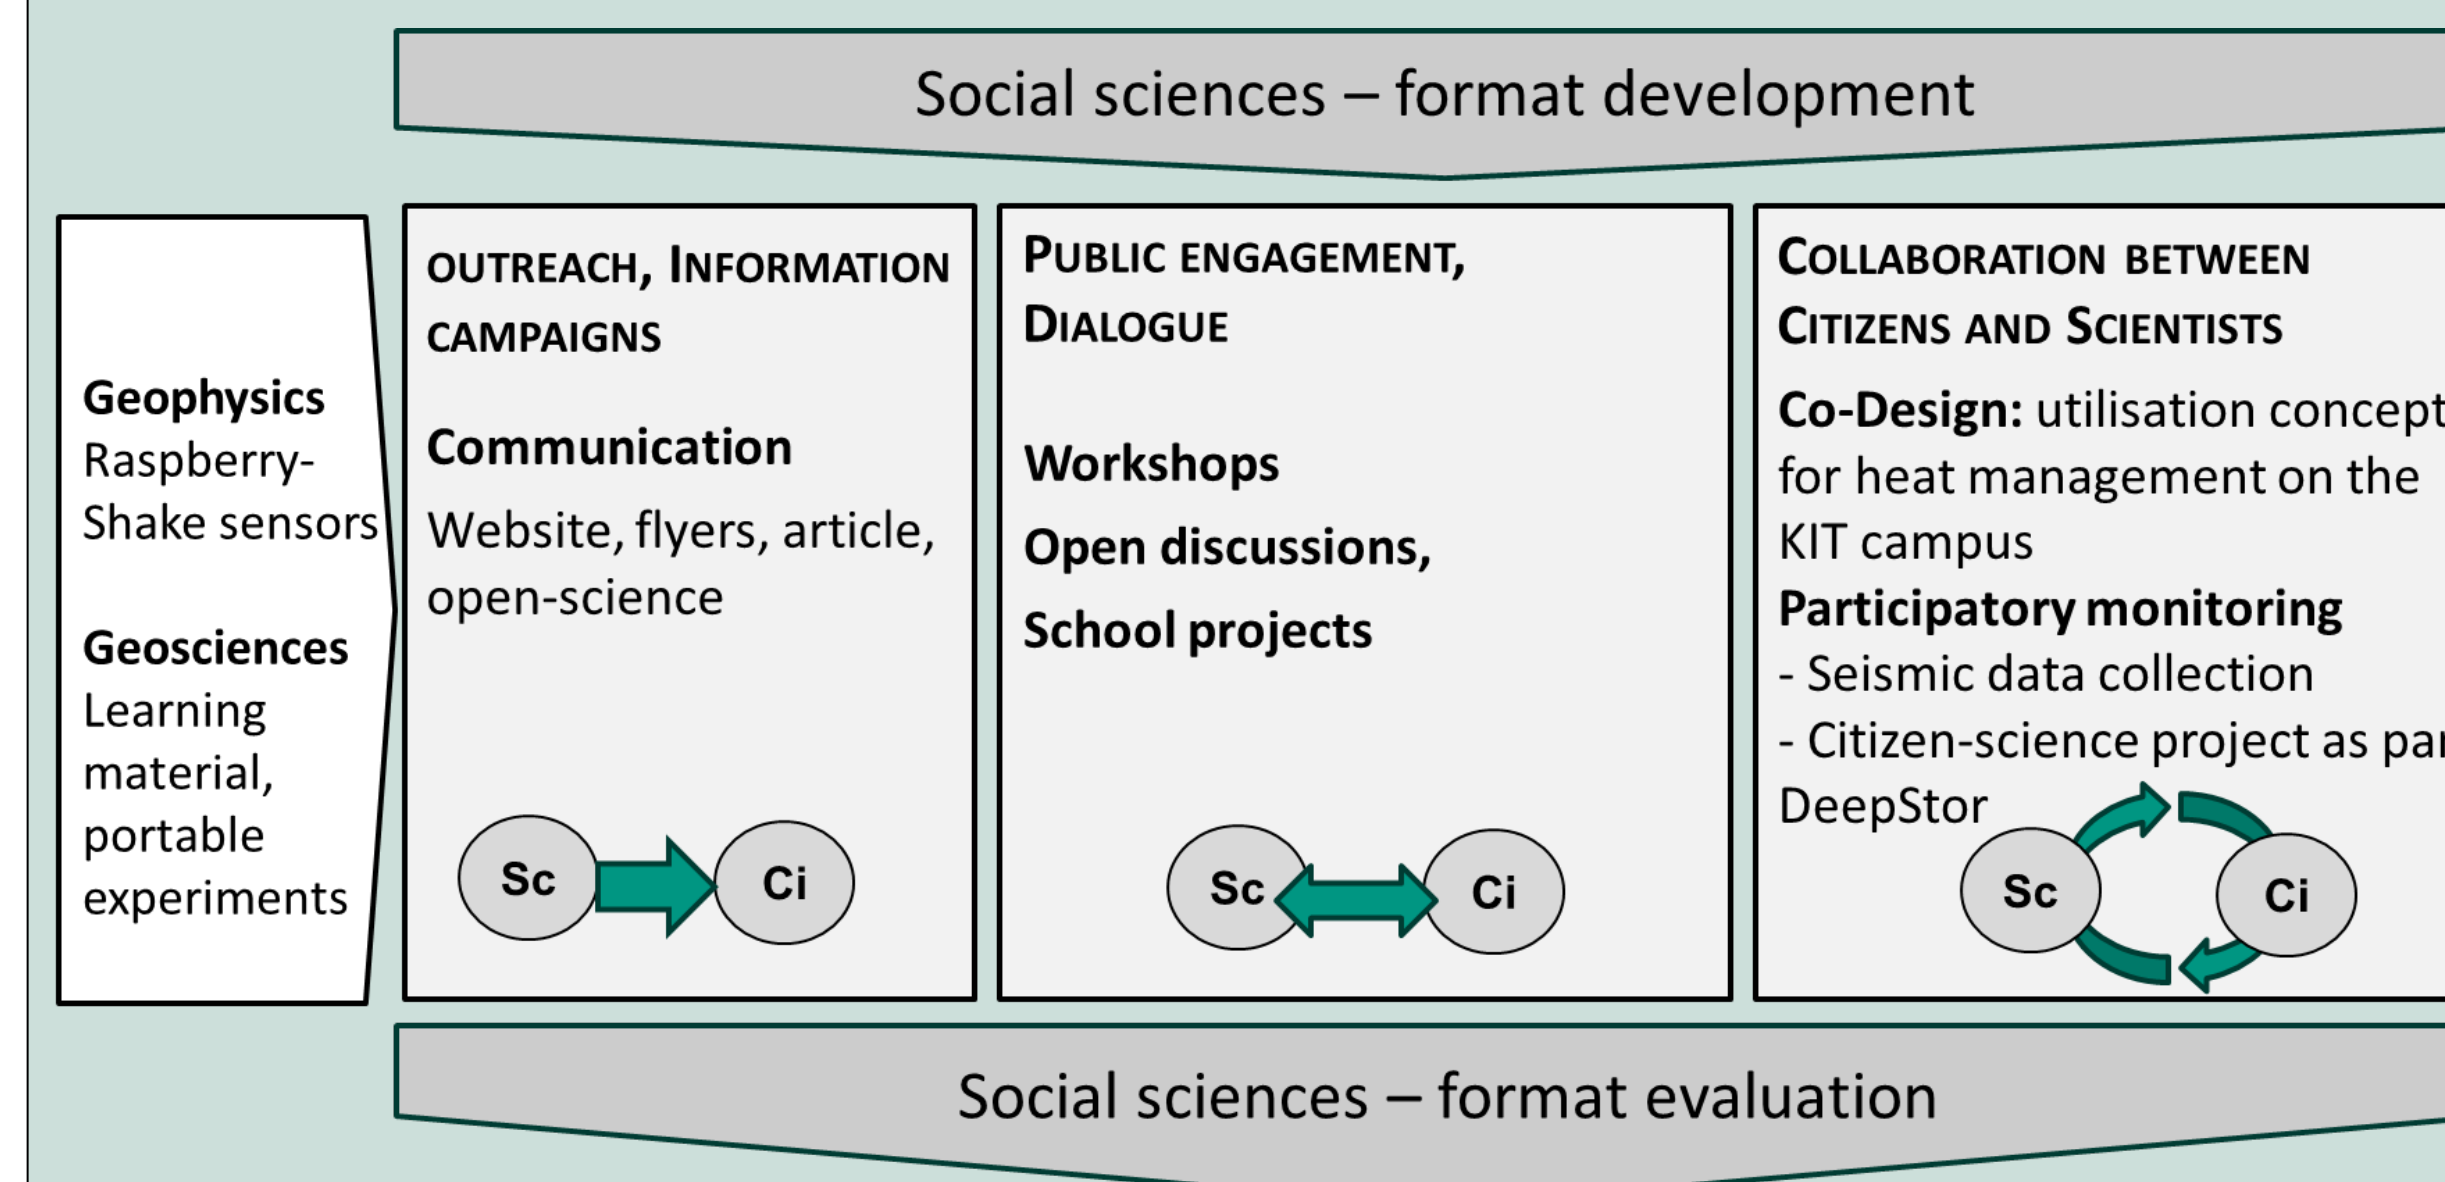 Social sciences – format development
Geophysics
Raspberry-
Shake sensors
Geosciences
Learning
material,
portable
experiments
OUTREACH, INFORMATION
CAMPAIGNS
Communication
Website, flyers, article,
open-science
Sc
Ci
PUBLIC ENGAGEMENT,
DIALOGUE
Workshops
Open discussions,
School projects
Sc
Ci
COLLABORATION BETWEEN
CITIZENS AND SCIENTISTS
Co-Design: utilisation concept
for heat management on the
KIT campus
Participatory monitoring
- Seismic data collection
- Citizen-science project as
DeepStor
Sc
Ci
Social sciences – format evaluation